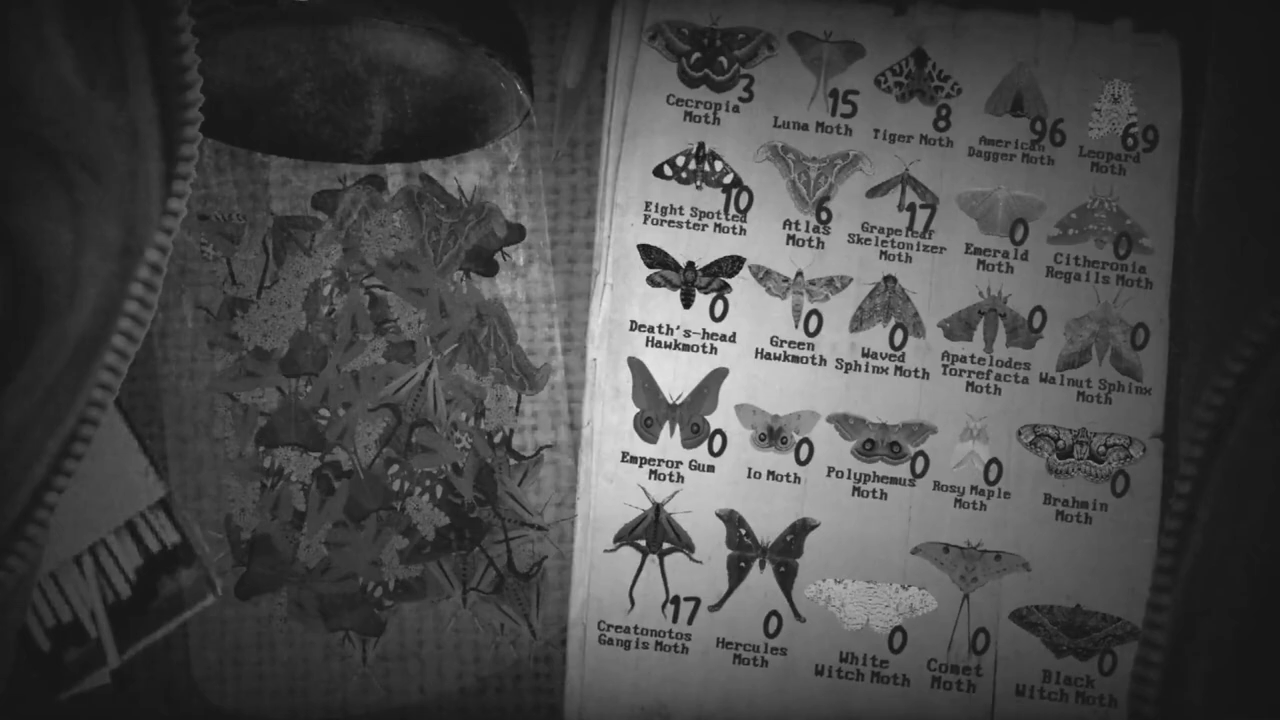 3
Cecropia
Moth
15
Luna Moth
8
Tiger Moth
96
American
Dagger Moth
69
Leopard
Moth
10
Eight Spotted
Forester Moth
6
Atlas
Moth
17
Grapeleaf
Skeletonizer
Moth
0
Emerald
Moth
0
Citheronia
Regails Moth
0
Death's-head
Hawkmoth
0
Green
Hawkmoth
0
Waved
Sphinx Moth
0
Apatelodes
Torrefacta
Moth
0
Walnut Sphinx
Moth
0
Emperor Gum
Moth
0
Io Moth
0
Polyphemus
Moth
0
Rosy Maple
Moth
0
Brahmin
Moth
17
Creatonotos
Gangis Moth
0
Hercules
Moth
0
White
Witch Moth
0
Comet
Moth
0
Black
Witch Moth